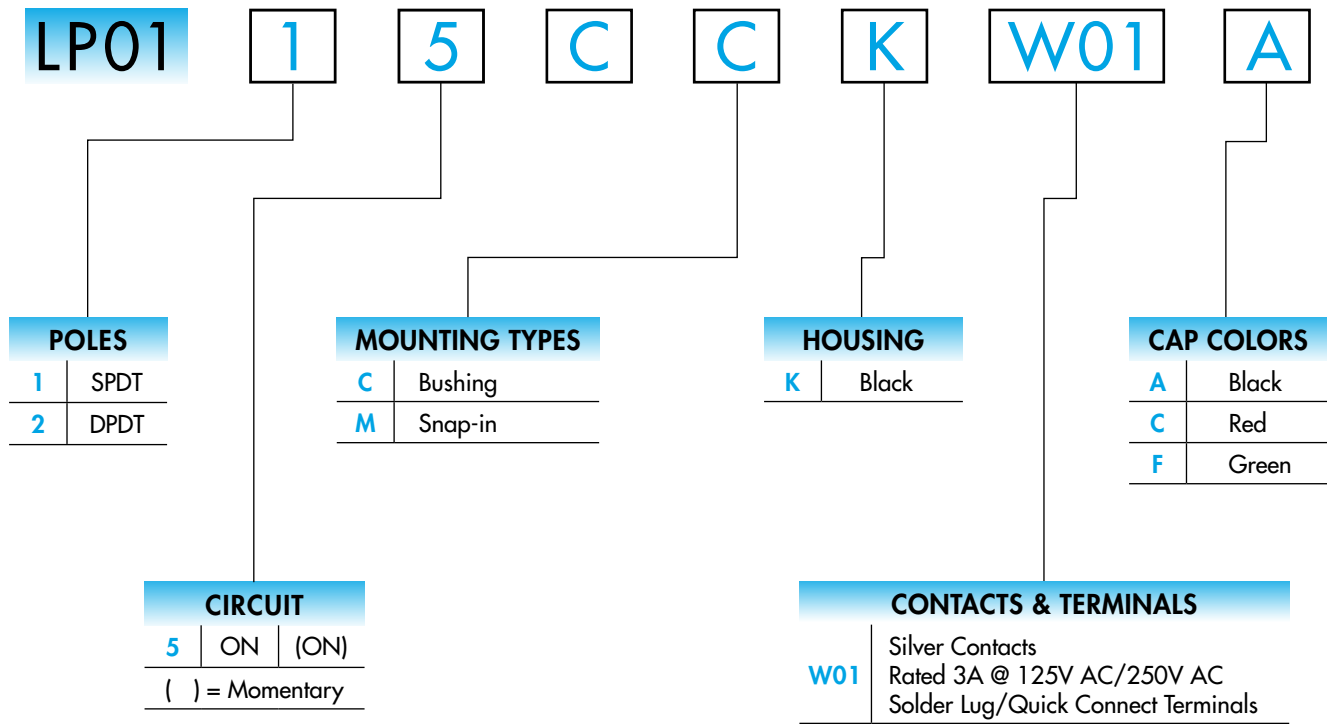 LP01 1 5 C C K W01 A
POLES
1 SPDT
2 DPDT
MOUNTING TYPES
C Bushing
M Snap-in
HOUSING
K Black
CAP COLORS
A Black
C Red
F Green
CIRCUIT
5 ON (ON)
( ) = Momentary
CONTACTS & TERMINALS
W01
Silver Contacts
Rated 3A @ 125V AC/250V AC
Solder Lug/Quick Connect Terminals